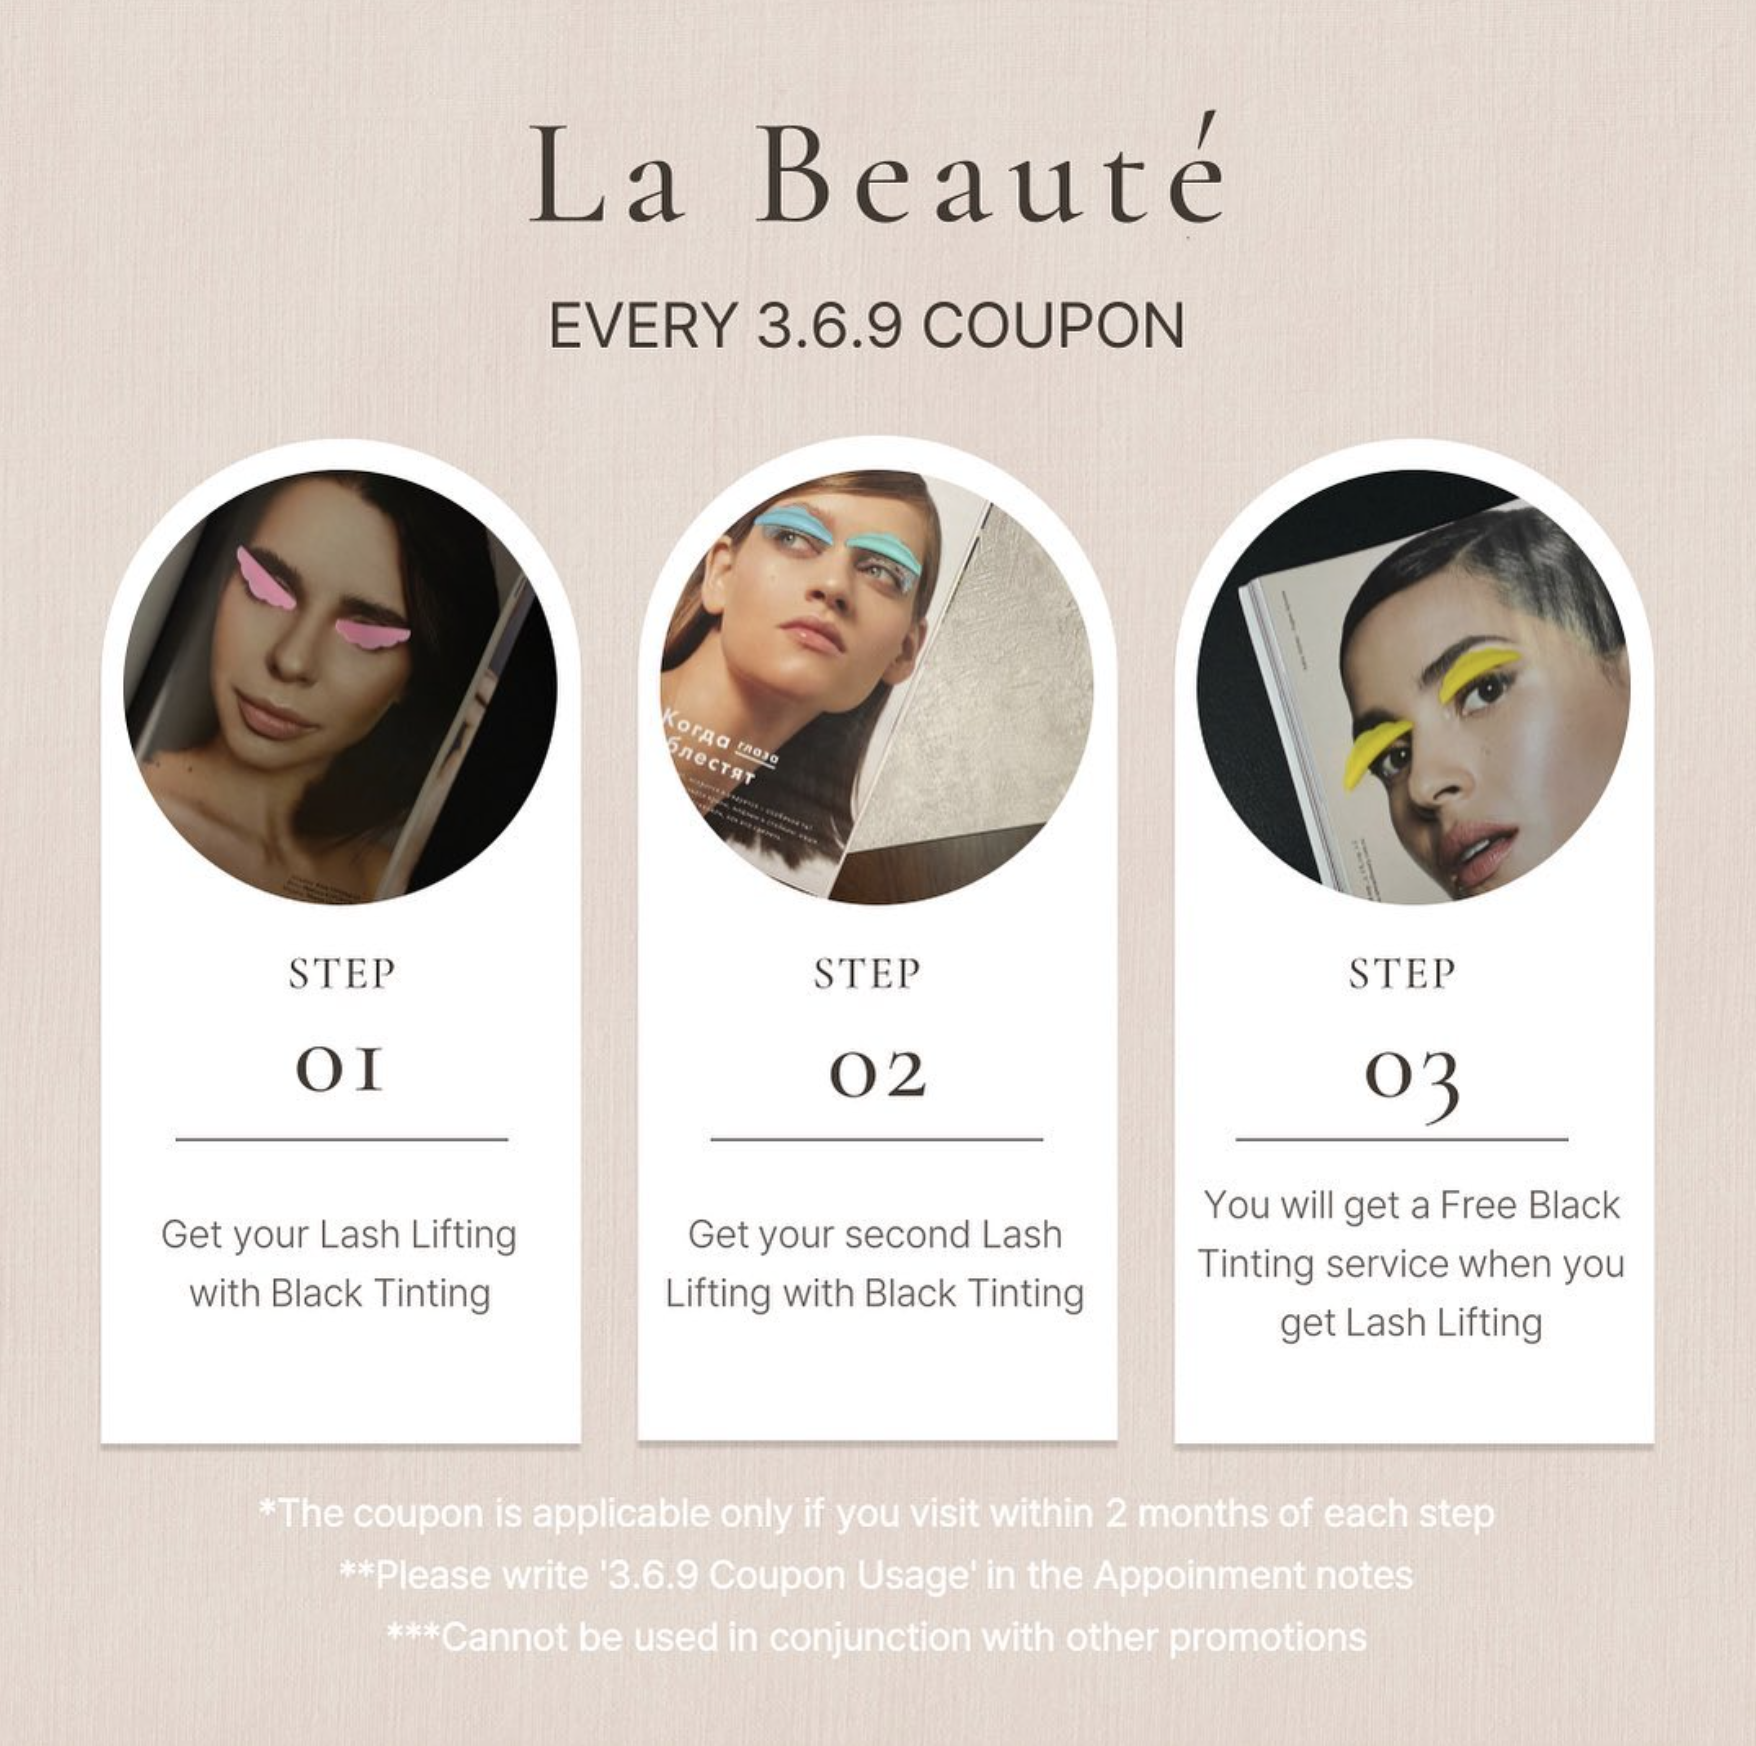 La Beauté
EVERY 3.6.9 COUPON
Когда глаза
блестят
STEP
01
Get your Lash Lifting
with Black Tinting
STEP
02
Get your second Lash
Lifting with Black Tinting
STEP
03
You will get a Free Black
Tinting service when you
get Lash Lifting
*The coupon is applicable only if you visit within 2 months of each step
**Please write '3.6.9 Coupon Usage' in the Appoinment notes
***Cannot be used in conjunction with other promotions